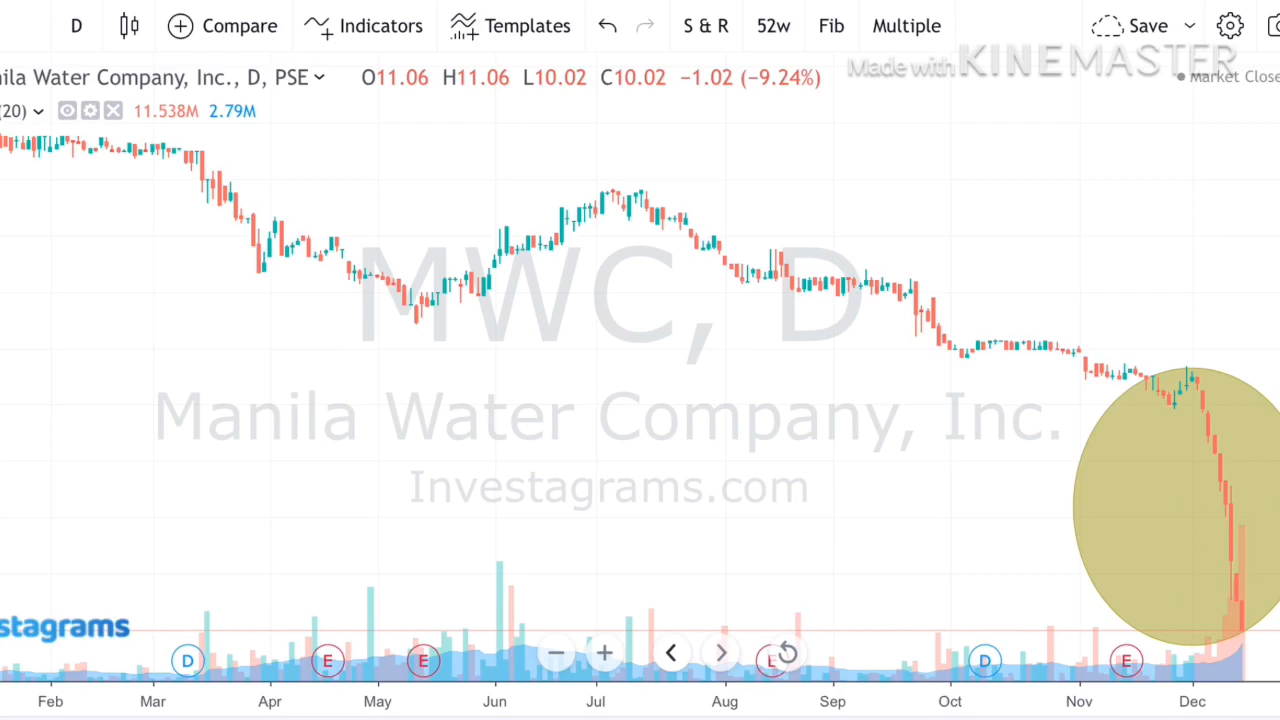 D Compare Indicators Templates S & R 52w Fib Multiple Save
nila Water Company, Inc., D, PSE O11.06 H11.06 L10.02 C10.02 −1.02 (−9.24%) Market Close
Made with KINEMASTER
(20) 11.538M 2.79M
MWC, D
Manila Water Company, Inc.
Investagrams.com
stagrams
D E E E D E
Feb Mar Apr May Jun Jul Aug Sep Oct Nov Dec